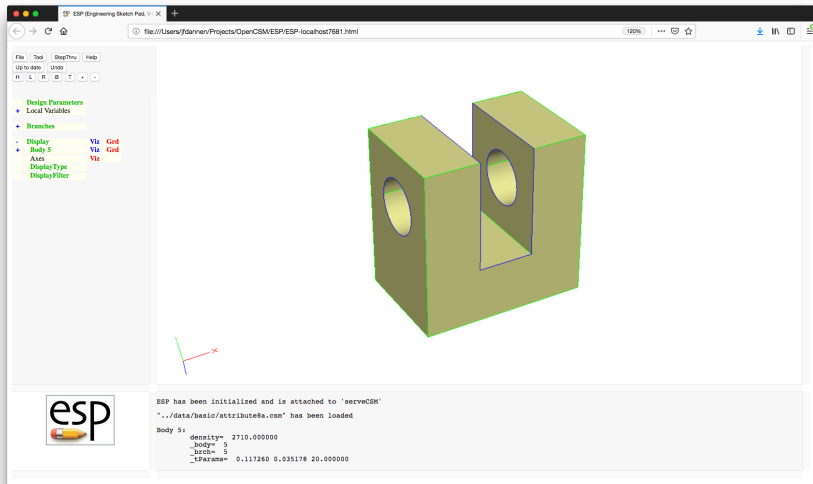 ESP (Engineering Sketch Pad, V
file:///Users/jfdannen/Projects/OpenCSM/ESP/ESP-localhost7681.html
120%
File Tool StepThru Help
Up to date Undo
H L R B T + -
Design Parameters
+ Local Variables
+ Branches
- Display Viz Grd
+ Body 5 Viz Grd
Axes Viz
DisplayType
DisplayFilter
x
esp
ESP has been initialized and is attached to 'serveCSM'
"../data/basic/attribute8a.csm" has been loaded
Body 5:
density= 2710.000000
_body= 5
_brch= 5
_tParams= 0.117260 0.035178 20.000000